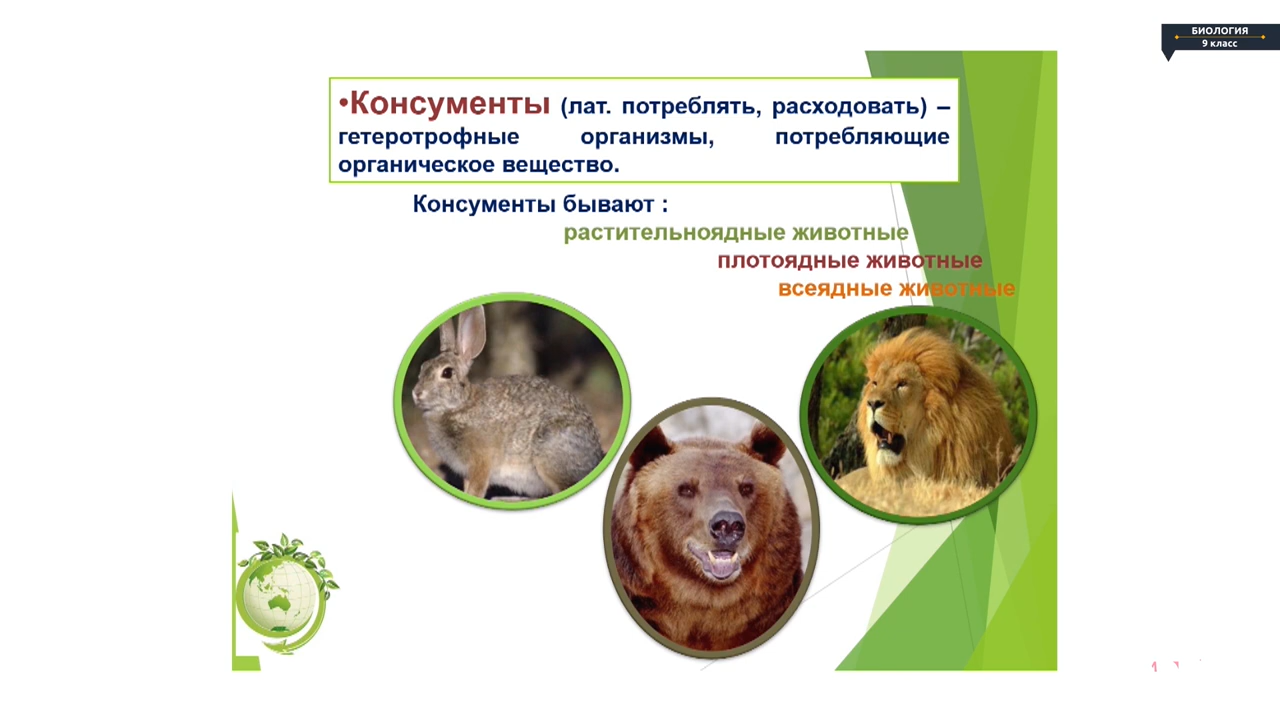 БИОЛОГИЯ
9 класс
•Консументы (лат. потреблять, расходовать) –
гетеротрофные организмы, потребляющие
органическое вещество.
Консументы бывают :
растительноядные животные
плотоядные животные
всеядные животные